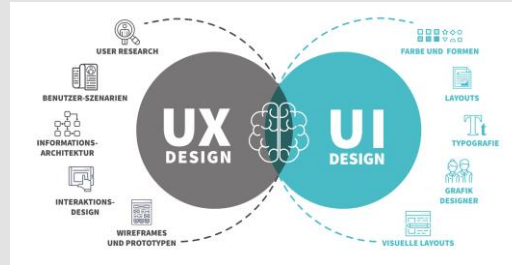 USER RESEARCH
BENUTZER-SZENARIEN
INFORMATIONS-
ARCHITEKTUR
INTERAKTIONS-
DESIGN
WIREFRAMES
UND PROTOTYPEN
UX
DESIGN
UI
DESIGN
FARBE UND FORMEN
LAYOUTS
Tt
TYPOGRAFIE
GRAFIK
DESIGNER
VISUELLE LAYOUTS